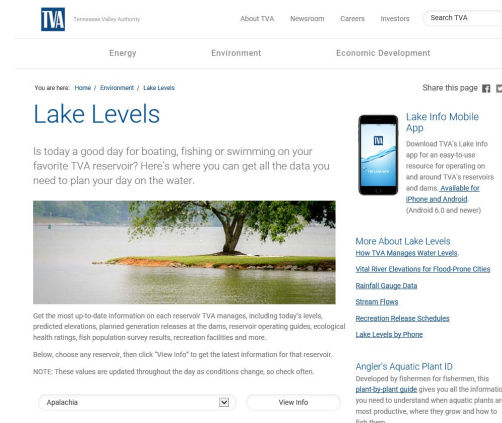 TVA
Tennessee Valley Authority
About TVA Newsroom Careers Investors Search TVA
Energy Environment Economic Development
You are here: Home / Environment / Lake Levels
Share this page
Lake Levels
Is today a good day for boating, fishing or swimming on your
favorite TVA reservoir? Here's where you can get all the data you
need to plan your day on the water.
Get the most up-to-date information on each reservoir TVA manages, including today's levels,
predicted elevations, planned generation releases at the dams, reservoir operating guides, ecological
health ratings, fish population survey results, recreation facilities and more.
Below, choose any reservoir, then click "View Info" to get the latest information for that reservoir.
NOTE: These values are updated throughout the day as conditions change, so check often.
Apalachia View Info
Lake Info Mobile
App
Download TVA's Lake Info
app for an easy-to-use
resource for operating on
and around TVA's reservoirs
and dams. Available for
iPhone and Android.
(Android 6.0 and newer)
More About Lake Levels
How TVA Manages Water Levels.
Vital River Elevations for Flood-Prone Cities
Rainfall Gauge Data
Stream Flows
Recreation Release Schedules
Lake Levels by Phone
Angler's Aquatic Plant ID
Developed by fishermen for fishermen, this
plant-by-plant guide gives you all the informatio
you need to understand when aquatic plants ar
most productive, where they grow and how to
fish them